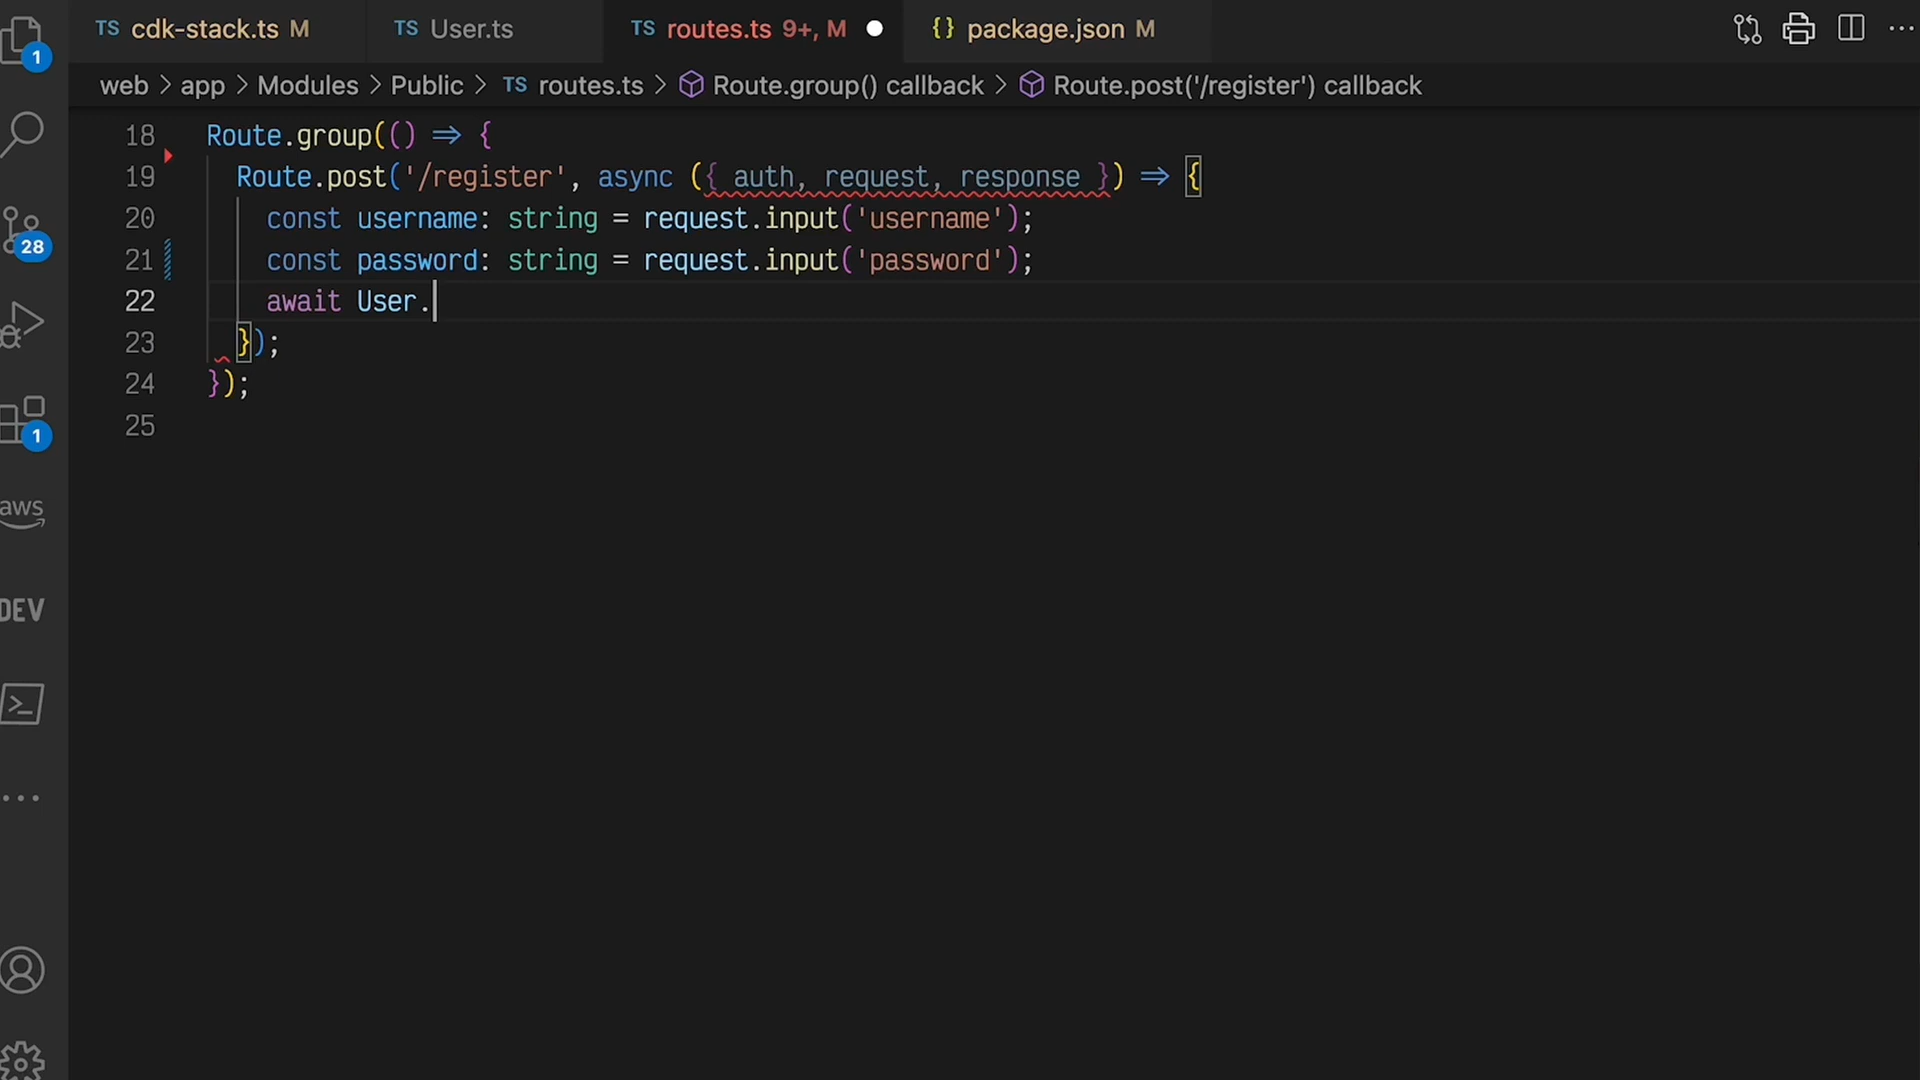 TS cdk-stack.ts M TS User.ts TS routes.ts 9+, M {} package.json M
web > app > Modules > Public > TS routes.ts > Route.group() callback > Route.post('/register') callback
18 Route.group(() => {
19 Route.post('/register', async ({ auth, request, response }) => {
20 const username: string = request.input('username');
21 const password: string = request.input('password');
22 await User.
23 });
24 });
25
1
28
1
aws
DEV